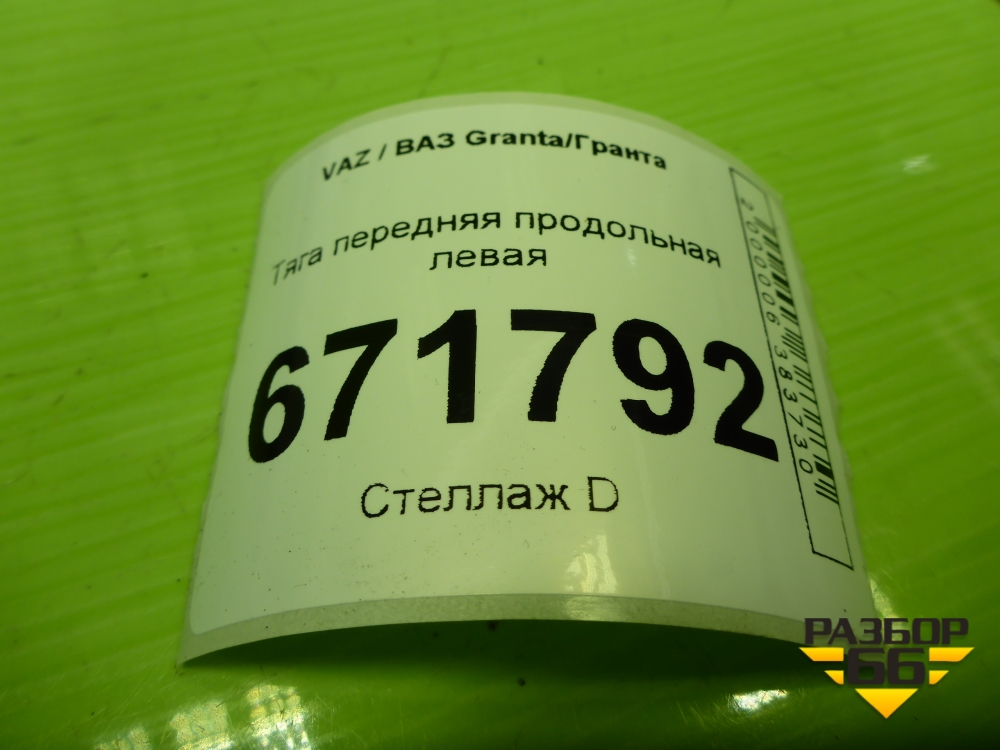 VAZ / ВАЗ Granta/Гранта
Тяга передняя продольная
левая
671792
Стеллаж D
2000006383730
РАЗБОР
66